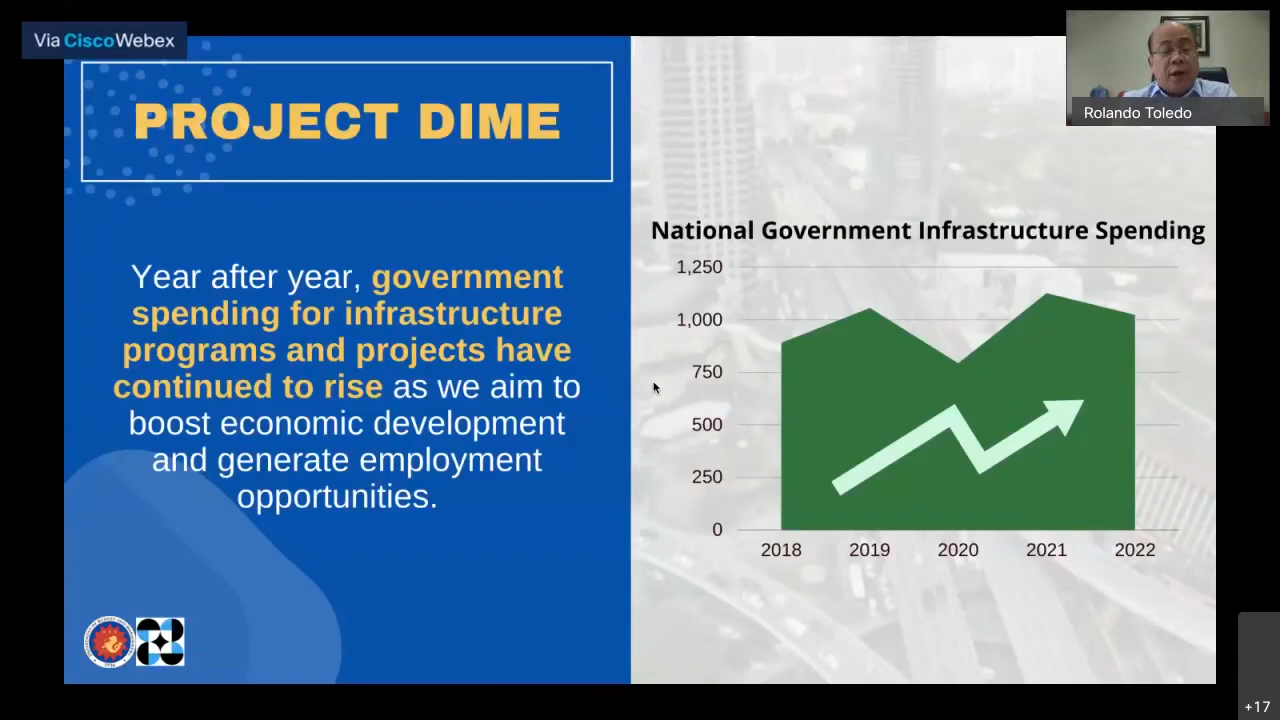 Via CiscoWebex
PROJECT DIME
Year after year, government
spending for infrastructure
programs and projects have
continued to rise as we aim to
boost economic development
and generate employment
opportunities.
Rolando Toledo
National Government Infrastructure Spending
1,250
1,000
750
500
250
0
2018 2019 2020 2021 2022
+17